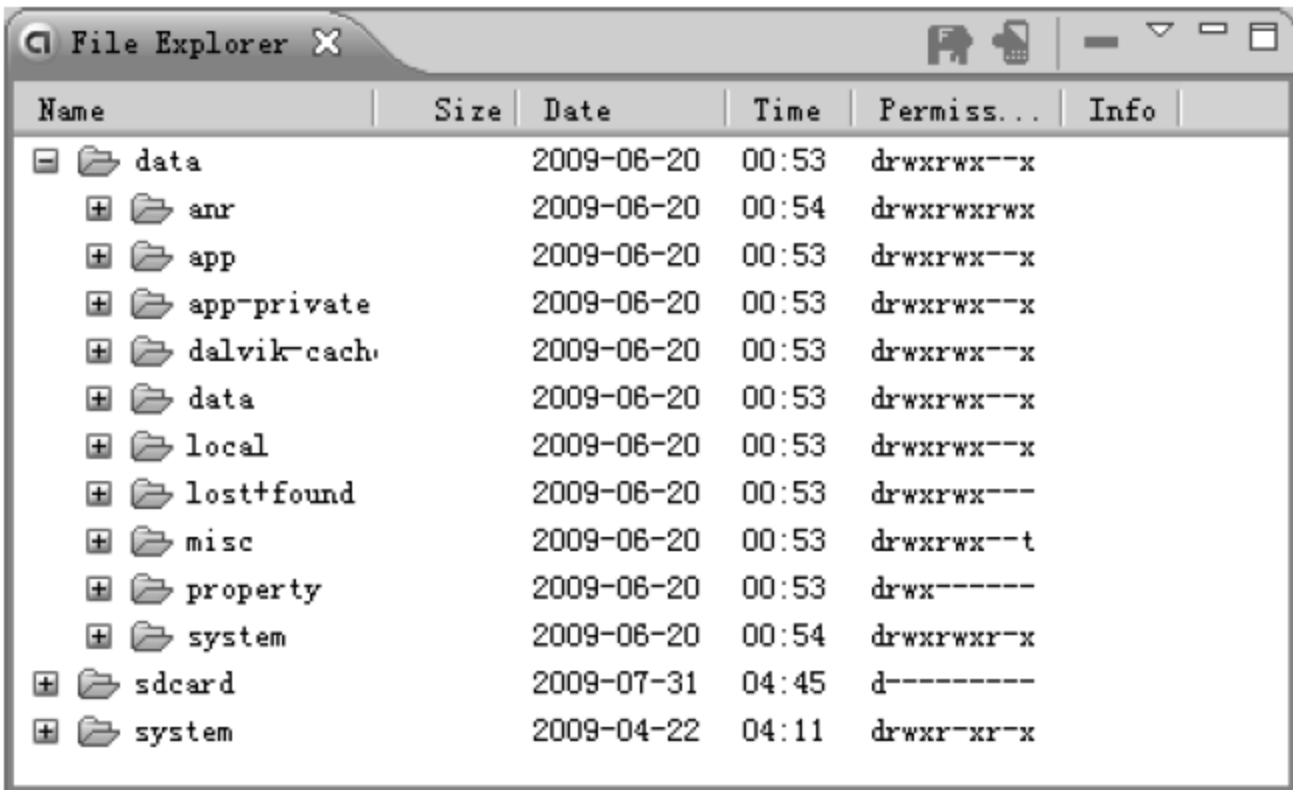 File Explorer
Name Size Date Time Permiss... Info
data 2009-06-20 00:53 drwxrwx--x
anr 2009-06-20 00:54 drwxrwxrwx
app 2009-06-20 00:53 drwxrwx--x
app-private 2009-06-20 00:53 drwxrwx--x
dalvik-cach 2009-06-20 00:53 drwxrwx--x
data 2009-06-20 00:53 drwxrwx--x
local 2009-06-20 00:53 drwxrwx--x
lost+found 2009-06-20 00:53 drwxrwx---
misc 2009-06-20 00:53 drwxrwx--t
property 2009-06-20 00:53 drwx------
system 2009-06-20 00:54 drwxrwxr-x
sdcard 2009-07-31 04:45 d---------
system 2009-04-22 04:11 drwxr-xr-x